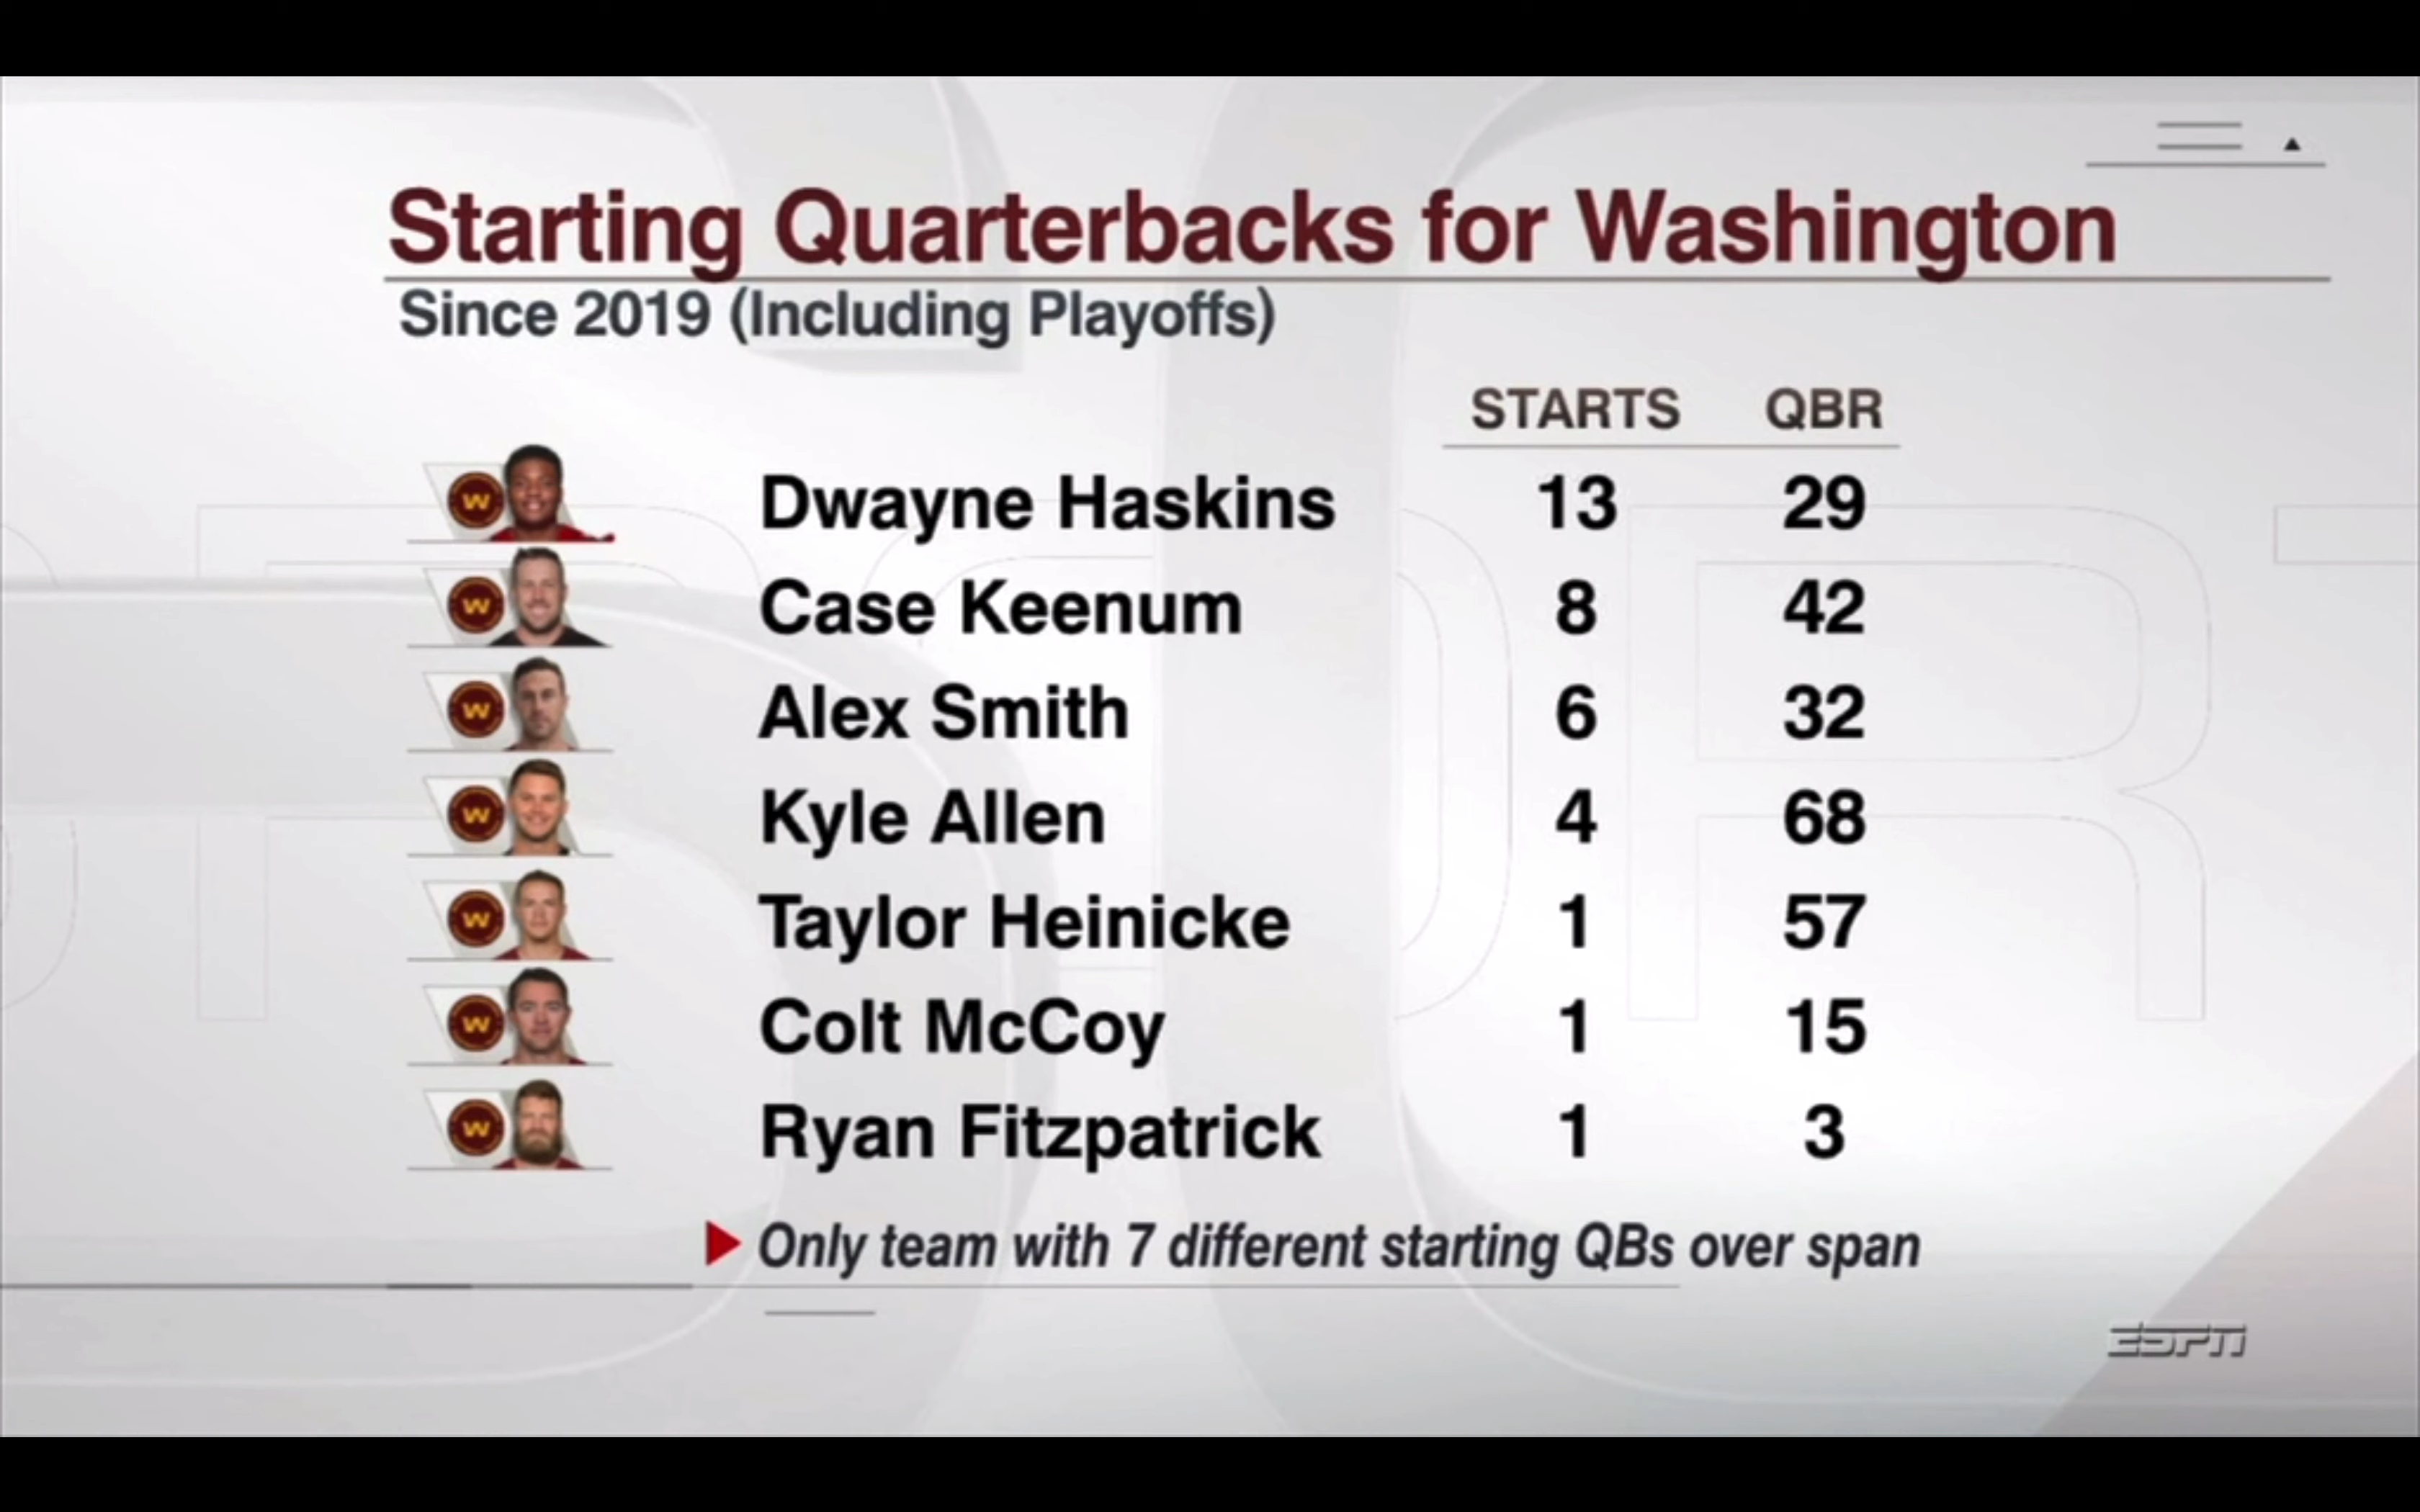 Starting Quarterbacks for Washington
Since 2019 (Including Playoffs)
STARTS QBR
W Dwayne Haskins 13 29
W Case Keenum 8 42
W Alex Smith 6 32
W Kyle Allen 4 68
W Taylor Heinicke 1 57
W Colt McCoy 1 15
W Ryan Fitzpatrick 1 3
Only team with 7 different starting QBs over span
ESPN